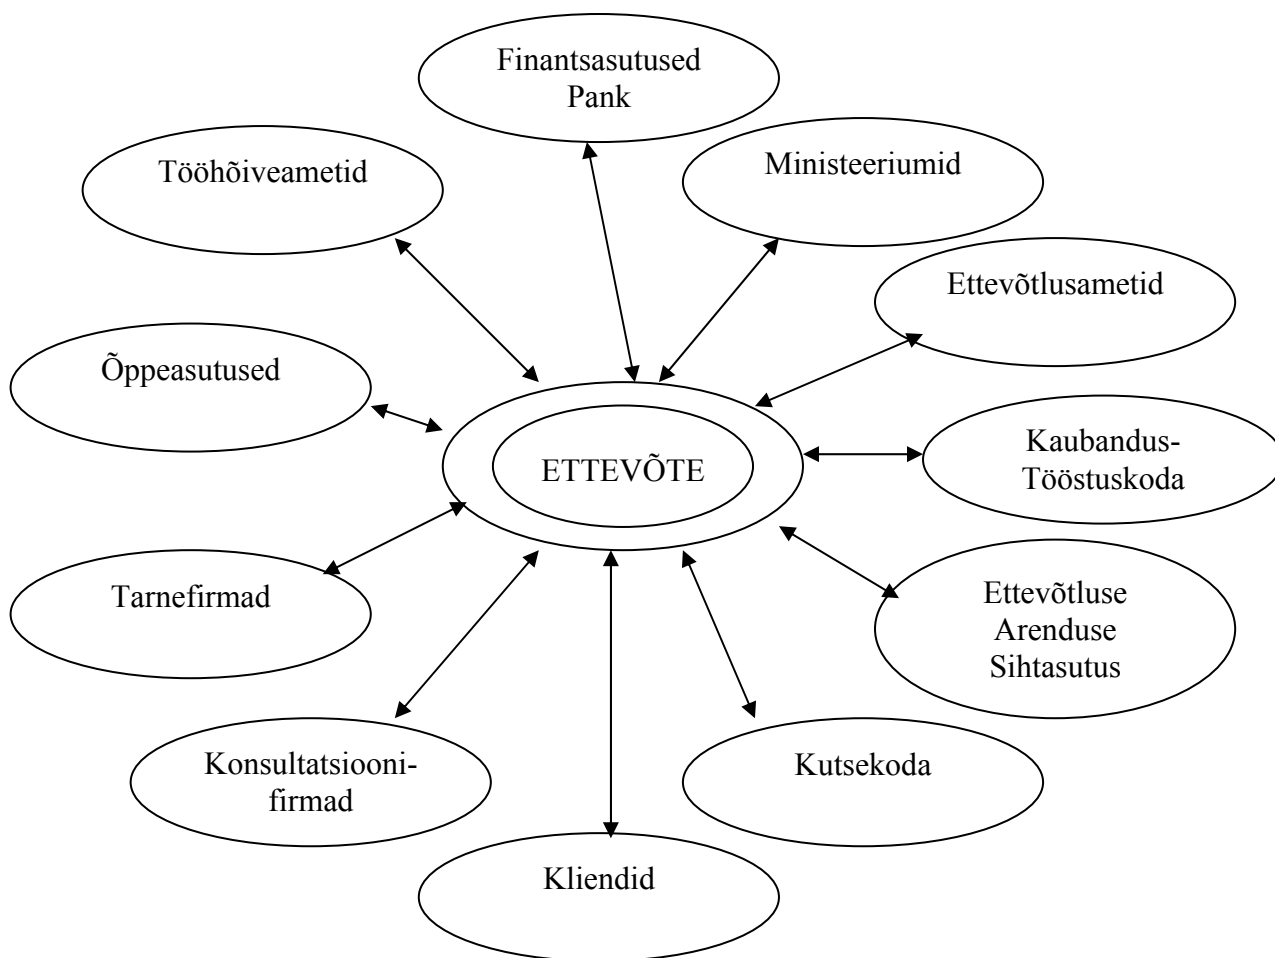 Finantsasutused
Pank
Tööhõiveametid
Ministeeriumid
Ettevõtlusametid
Õppeasutused
Kaubandus-
Tööstuskoda
ETTEVÕTE
Tarnefirmad
Ettevõtluse
Arenduse
Sihtasutus
Konsultatsiooni-
firmad
Kutsekoda
Kliendid